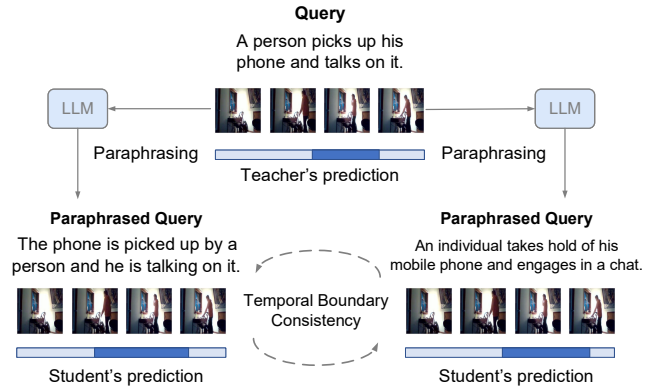 Query
A person picks up his
phone and talks on it.
LLM
LLM
Paraphrasing
Paraphrasing
Teacher's prediction
Paraphrased Query
The phone is picked up by a
person and he is talking on it.
Paraphrased Query
An individual takes hold of his
mobile phone and engages in a chat.
Temporal Boundary
Consistency
Student's prediction
Student's prediction